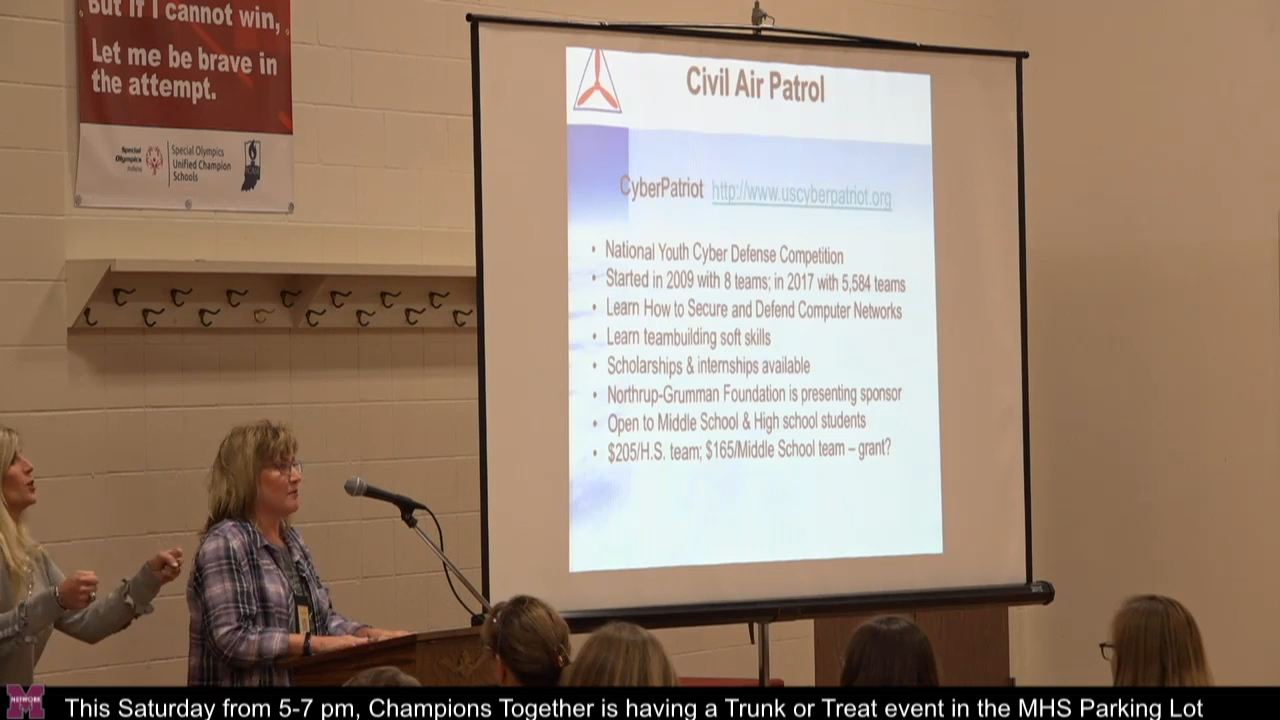 But if I cannot win,
Let me be brave in
the attempt.
Special
Olympics
Indiana
Special Olympics
Unified Champion
Schools
Civil Air Patrol
CyberPatriot http://www.uscyberpatriot.org
• National Youth Cyber Defense Competition
• Started in 2009 with 8 teams; in 2017 with 5,584 teams
• Learn How to Secure and Defend Computer Networks
• Learn teambuilding soft skills
• Scholarships & internships available
• Northrup-Grumman Foundation is presenting sponsor
• Open to Middle School & High school students
• $205/H.S. team; $165/Middle School team – grant?
M
NETWORK
This Saturday from 5-7 pm, Champions Together is having a Trunk or Treat event in the MHS Parking Lot